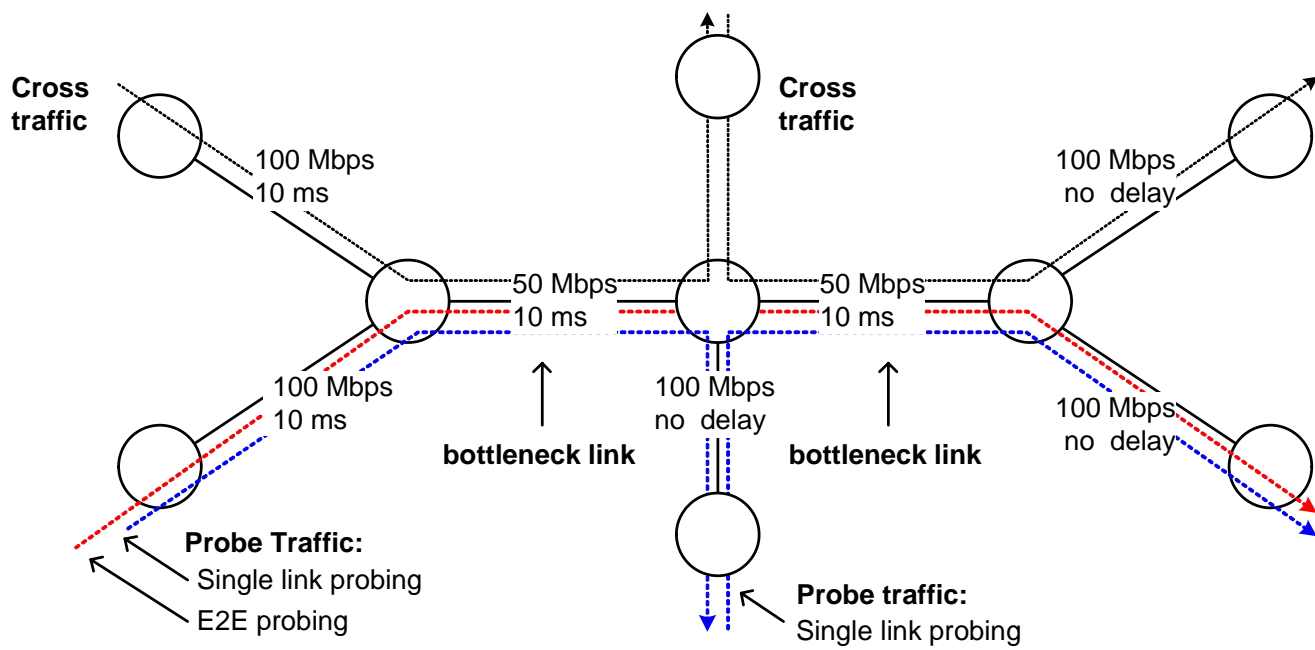 Cross
traffic
Cross
traffic
100 Mbps
10 ms
100 Mbps
no delay
50 Mbps
10 ms
50 Mbps
10 ms
100 Mbps
10 ms
100 Mbps
no delay
100 Mbps
no delay
bottleneck link
bottleneck link
Probe Traffic:
Single link probing
E2E probing
Probe traffic:
Single link probing